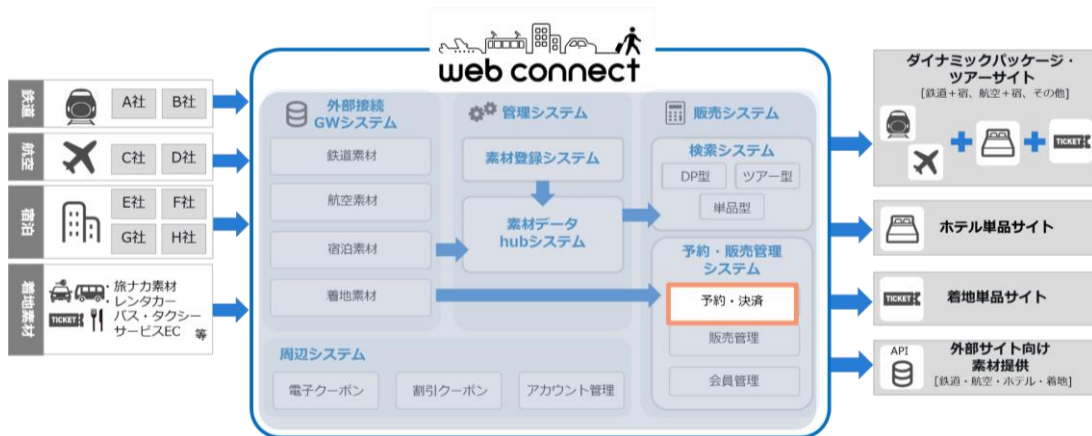 web connect
鉄道
A社
B社
航空
C社
D社
宿泊
E社
F社
G社
H社
着地素材
・旅ナカ素材
・レンタカー
バス・タクシー
サービスEC 等
TICKET
外部接続
GWシステム
鉄道素材
航空素材
宿泊素材
着地素材
管理システム
素材登録システム
素材データ
hubシステム
販売システム
検索システム
DP型
ツアー型
単品型
予約・販売管理
システム
予約・決済
販売管理
会員管理
周辺システム
電子クーポン
割引クーポン
アカウント管理
ダイナミックパッケージ・
ツアーサイト
[鉄道+宿、航空+宿、その他]
TICKET
ホテル単品サイト
TICKET
着地単品サイト
API
外部サイト向け
素材提供
[鉄道・航空・ホテル・着地]